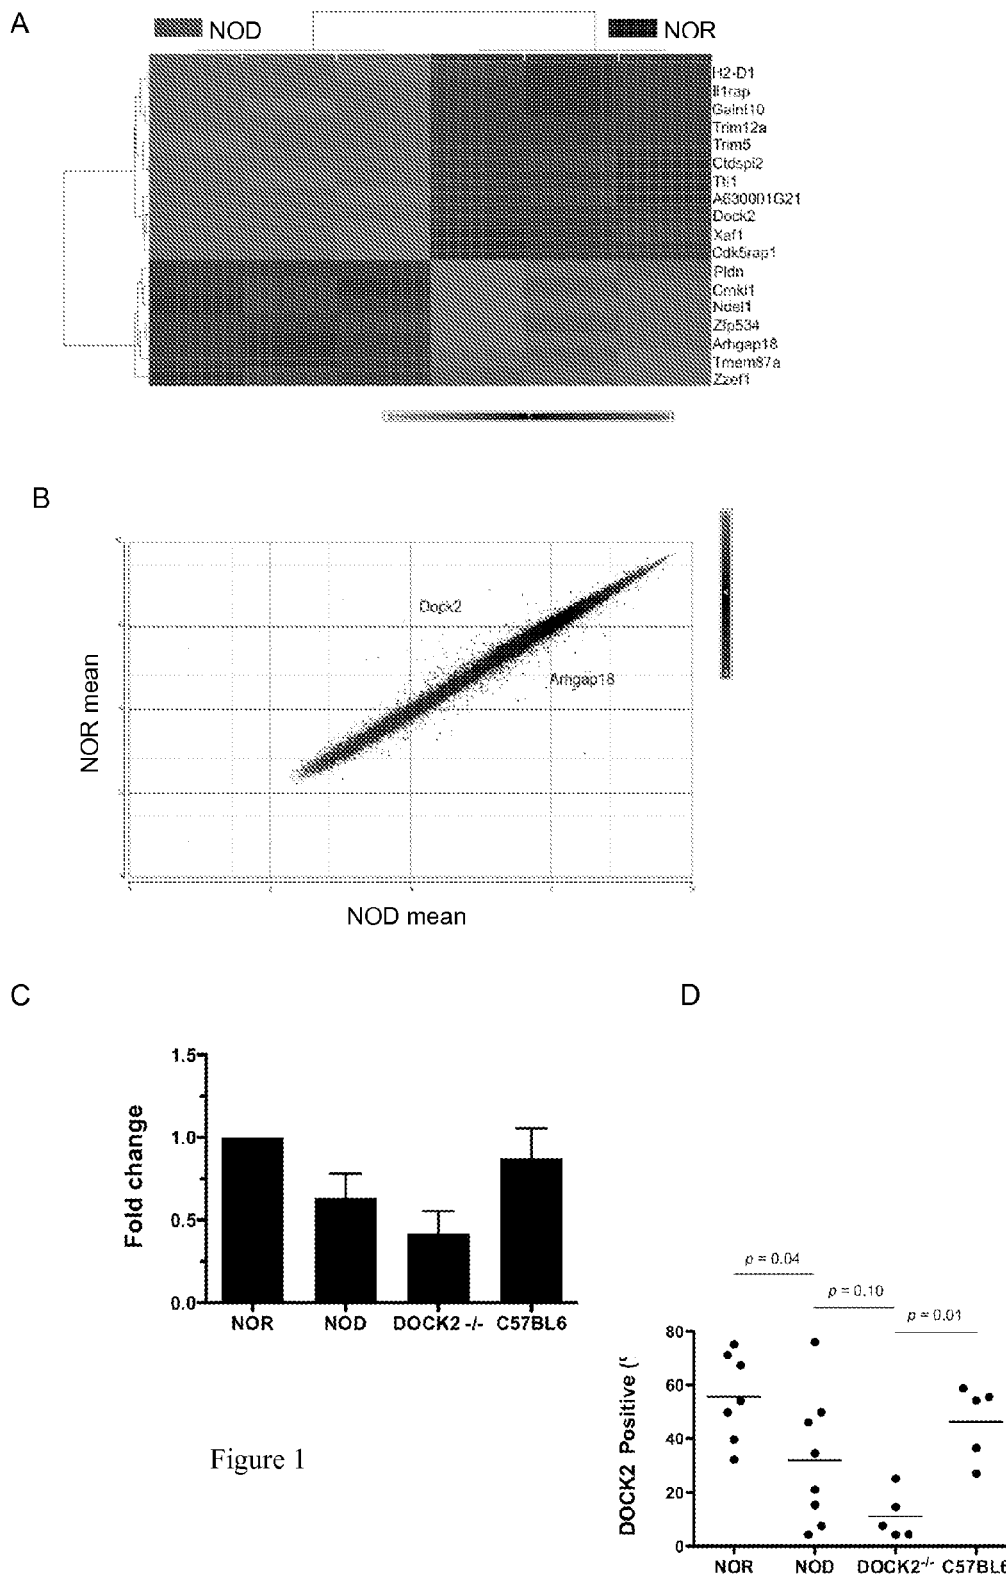 A
NOD
NOR
H2-D1
Il1rap
Galnt10
Trim12a
Trim5
Ctdspl2
Tti1
A630001G21
Dock2
Xaf1
Cdk5rap1
Pldn
Cmkl1
Ndel1
Zfp534
Arhgap18
Tmem87a
Zzef1
B
NOR mean
Dock2
Arhgap18
NOD mean
C
D
Fold change
1.5
1.0
0.5
0.0
NOR NOD DOCK2 -/- C57BL6
p = 0.04
p = 0.10
p = 0.01
DOCK2 Positive (
80
60
40
20
0
NOR NOD DOCK2-/- C57BL6
Figure 1